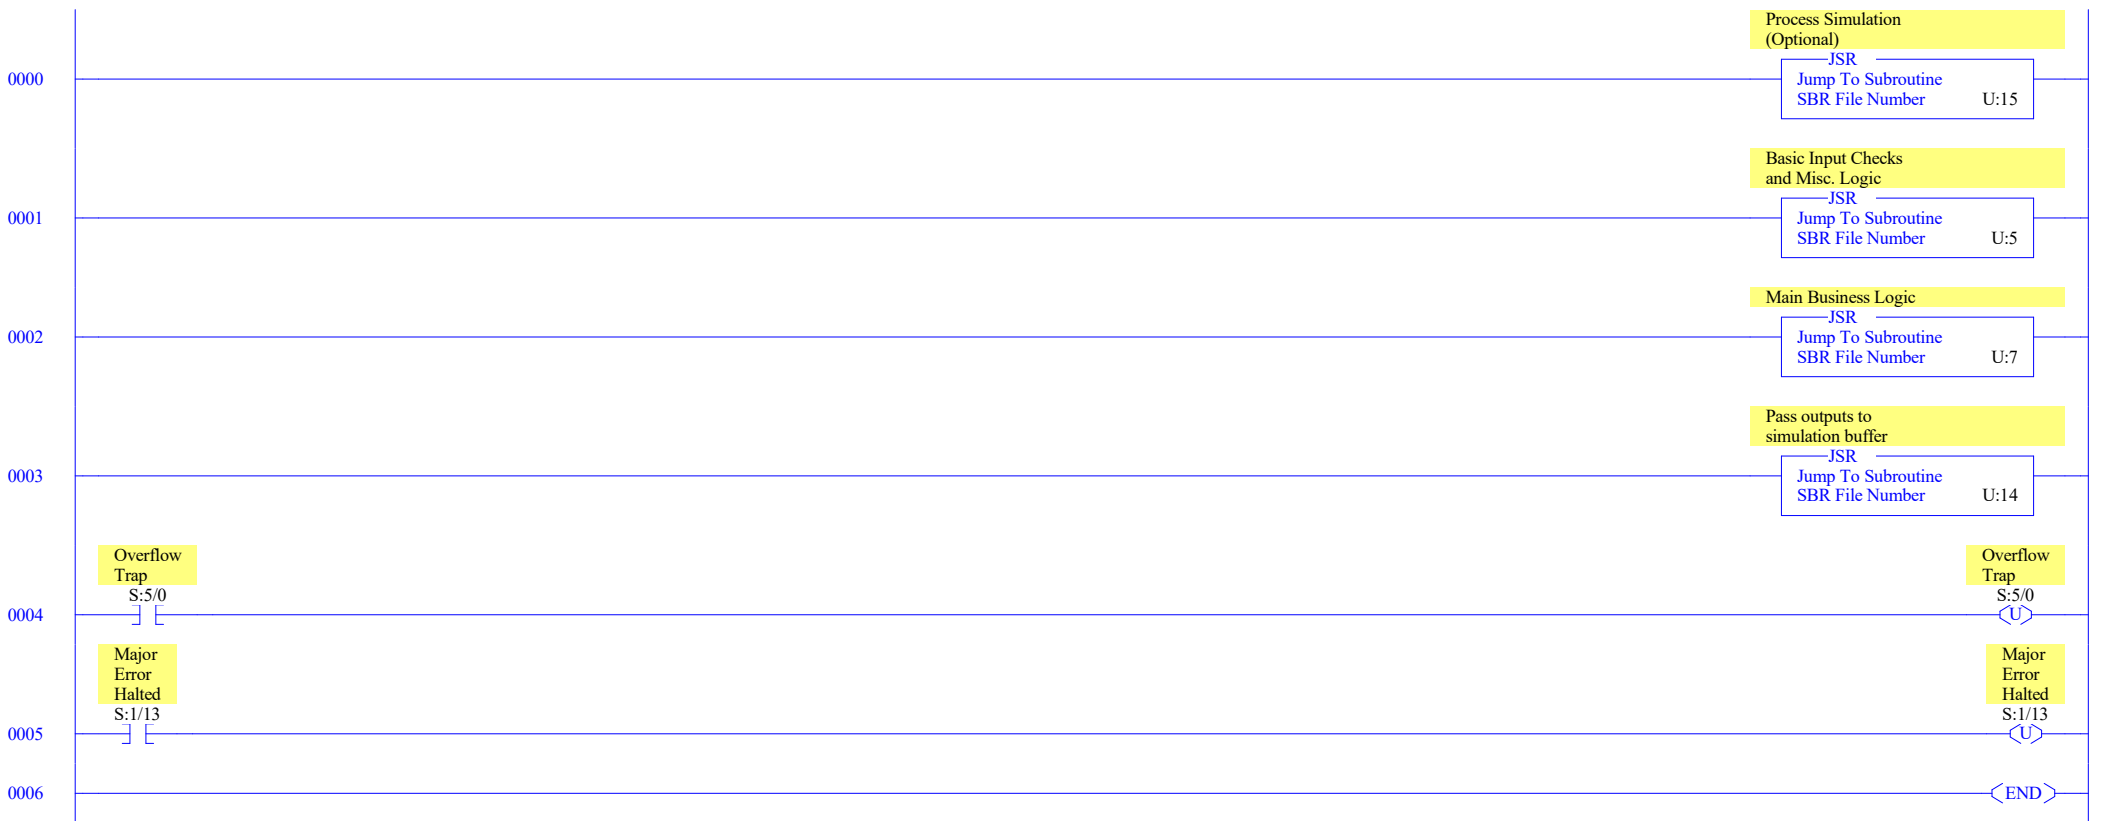 Process Simulation
(Optional)
JSR
0000
Jump To Subroutine
SBR File Number U:15
Basic Input Checks
and Misc. Logic
JSR
0001
Jump To Subroutine
SBR File Number U:5
Main Business Logic
JSR
0002
Jump To Subroutine
SBR File Number U:7
Pass outputs to
simulation buffer
JSR
0003
Jump To Subroutine
SBR File Number U:14
Overflow
Trap
S:5/0
Overflow
Trap
S:5/0
0004
U
Major
Error
Halted
S:1/13
Major
Error
Halted
S:1/13
0005
U
0006
END